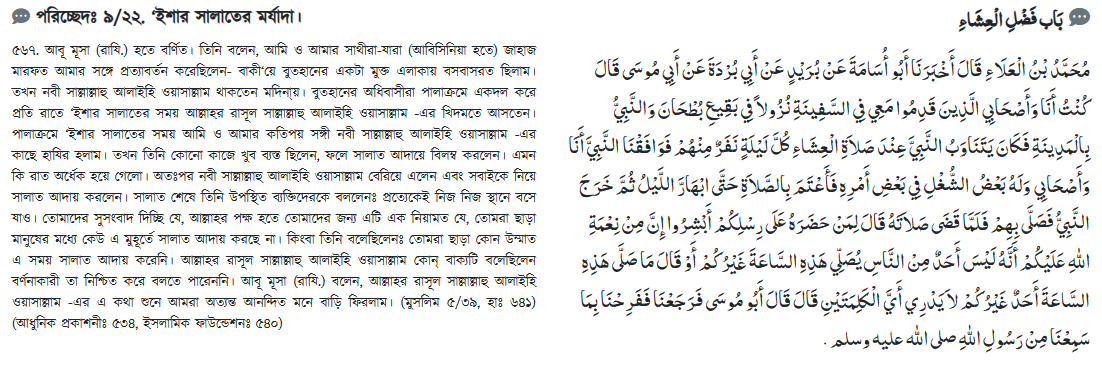 পরিচ্ছেদঃ ৯/২২. ‘ইশার সালাতের মর্যাদা।
৫৬৭. আবূ মূসা (রাযি.) হতে বর্ণিত। তিনি বলেন, আমি ও আমার সাথীরা-যারা (আবিসিনিয়া হতে) জাহাজ
মারফত আমার সঙ্গে প্রত্যাবর্তন করেছিলেন- বাকী‘য়ে বুতহানের একটা মুক্ত এলাকায় বসবাসরত ছিলাম।
তখন নবী সাল্লাল্লাহু আলাইহি ওয়াসাল্লাম থাকতেন মদিনা্য়। বুতহানের অধিবাসীরা পালাক্রমে একদল করে
প্রতি রাতে ‘ইশার সালাতের সময় আল্লাহর রাসূল সাল্লাল্লাহু আলাইহি ওয়াসাল্লাম -এর খিদমতে আসতেন।
পালাক্রমে ‘ইশার সালাতের সময় আমি ও আমার কতিপয় সঙ্গী নবী সাল্লাল্লাহু আলাইহি ওয়াসাল্লাম -এর
কাছে হাযির হলাম। তখন তিনি কোনো কাজে খুব ব্যস্ত ছিলেন, ফলে সালাত আদায়ে বিলম্ব করলেন। এমন
কি রাত অর্ধেক হয়ে গেলো। অতঃপর নবী সাল্লাল্লাহু আলাইহি ওয়াসাল্লাম বেরিয়ে এলেন এবং সবাইকে নিয়ে
সালাত আদায় করলেন। সালাত শেষে তিনি উপস্থিত ব্যক্তিদেরকে বললেনঃ প্রত্যেকেই নিজ নিজ স্থানে বসে
যাও। তোমাদের সুসংবাদ দিচ্ছি যে, আল্লাহর পক্ষ হতে তোমাদের জন্য এটি এক নিয়ামত যে, তোমরা ছাড়া
মানুষের মধ্যে কেউ এ মুহূর্তে সালাত আদায় করছে না। কিংবা তিনি বলেছিলেনঃ তোমরা ছাড়া কোন উম্মাত
এ সময় সালাত আদায় করেনি। আল্লাহর রাসূল সাল্লাল্লাহু আলাইহি ওয়াসাল্লাম কোন্ বাক্যটি বলেছিলেন
বর্ণনাকারী তা নিশ্চিত করে বলতে পারেননি। আবূ মূসা (রাযি.) বলেন, আল্লাহর রাসূল সাল্লাল্লাহু আলাইহি
ওয়াসাল্লাম -এর এ কথা শুনে আমরা অত্যন্ত আনন্দিত মনে বাড়ি ফিরলাম। (মুসলিম ৫/৩৯, হাঃ ৬৪১)
(আধুনিক প্রকাশনীঃ ৫৩৪, ইসলামিক ফাউন্ডেশনঃ ৫৪০)
بَاب فَضْلِ الْعِشَاءِ
مُحَمَّدُ بْنُ الْعَلاَءِ قَالَ أَخْبَرَنَا أَبُو أُسَامَةَ عَنْ بُرَيْدٍ عَنْ أَبِي بُرْدَةَ عَنْ أَبِي مُوسَى قَالَ
كُنْتُ أَنَا وَأَصْحَابِي الَّذِينَ قَدِمُوا مَعِي فِي السَّفِينَةِ نُزُولاً فِي بَقِيعِ بُطْحَانَ وَالنَّبِيُّ
بِالْمَدِينَةِ فَكَانَ يَتَنَاوَبُ النَّبِيَّ عِنْدَ صَلاَةِ الْعِشَاءِ كُلَّ لَيْلَةٍ نَفَرٌ مِنْهُمْ فَوَافَقْنَا النَّبِيَّ أَنَا
وَأَصْحَابِي وَلَهُ بَعْضُ الشُّغْلِ فِي بَعْضِ أَمْرِهِ فَأَعْتَمَ بِالصَّلاَةِ حَتَّى ابْهَارَّ اللَّيْلُ ثُمَّ خَرَجَ
النَّبِيُّ فَصَلَّى بِهِمْ فَلَمَّا قَضَى صَلاَتَهُ قَالَ لِمَنْ حَضَرَهُ عَلَى رِسْلِكُمْ أَبْشِرُوا إِنَّ مِنْ نِعْمَةِ
اللهِ عَلَيْكُمْ أَنَّهُ لَيْسَ أَحَدٌ مِنْ النَّاسِ يُصَلِّي هَذِهِ السَّاعَةَ غَيْرُكُمْ أَوْ قَالَ مَا صَلَّى هَذِهِ
السَّاعَةَ أَحَدٌ غَيْرُكُمْ لاَ يَدْرِي أَيَّ الْكَلِمَتَيْنِ قَالَ قَالَ أَبُو مُوسَى فَرَجَعْنَا فَفَرِحْنَا بِمَا
سَمِعْنَا مِنْ رَسُولِ اللهِ صلى الله عليه وسلم .